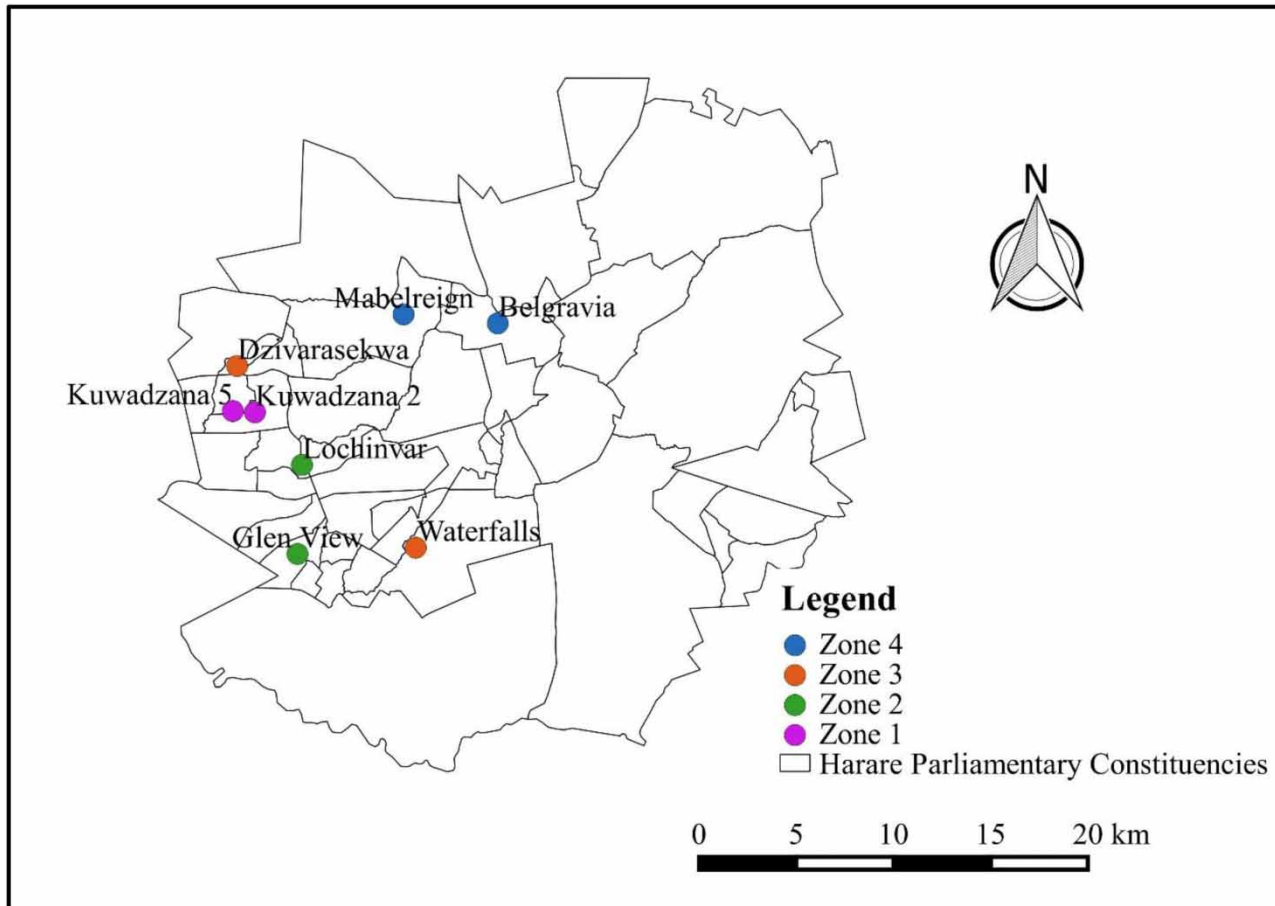 N
Mabelreign
Belgravia
Dzivarasekwa
Kuwadzana 5
Kuwadzana 2
Lochinvar
Glen View
Waterfalls
Legend
Zone 4
Zone 3
Zone 2
Zone 1
Harare Parliamentary Constituencies
0 5 10 15 20 km